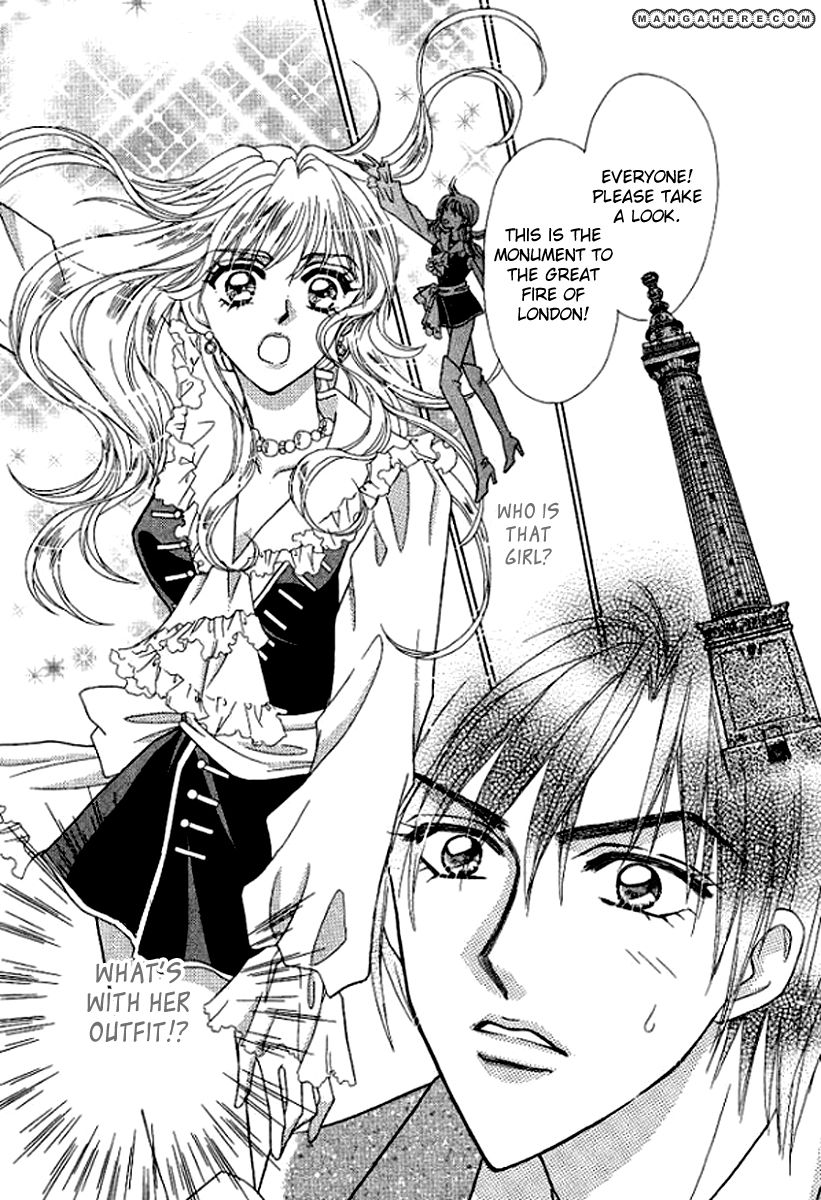 MANGAHERE.COM
EVERYONE!
PLEASE TAKE
A LOOK.
THIS IS THE
MONUMENT TO
THE GREAT
FIRE OF
LONDON!
WHO IS
THAT
GIRL?
WHAT'S
WITH HER
OUTFIT!?